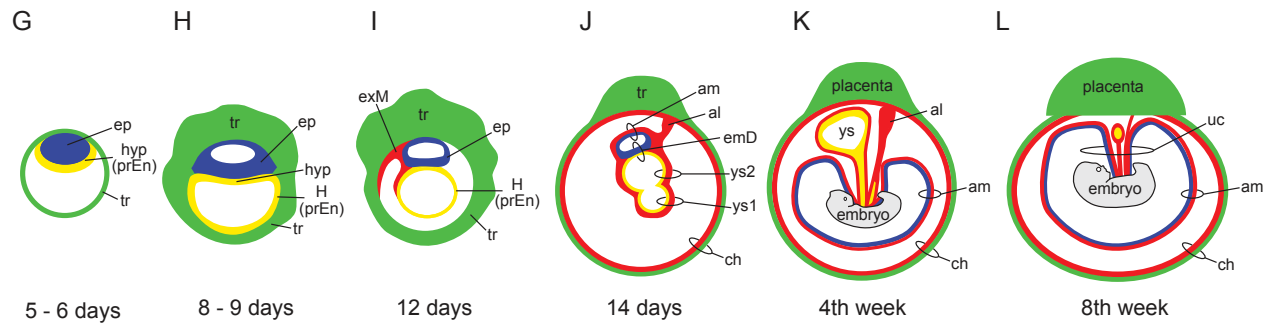 G
ep
hyp
(prEn)
tr
5 - 6 days
H
tr
ep
hyp
H
(prEn)
tr
8 - 9 days
I
exM
tr
ep
H
(prEn)
tr
12 days
J
tr
am
al
emD
ys2
ys1
ch
14 days
K
placenta
ys
al
embryo
am
ch
4th week
L
placenta
uc
embryo
am
ch
8th week